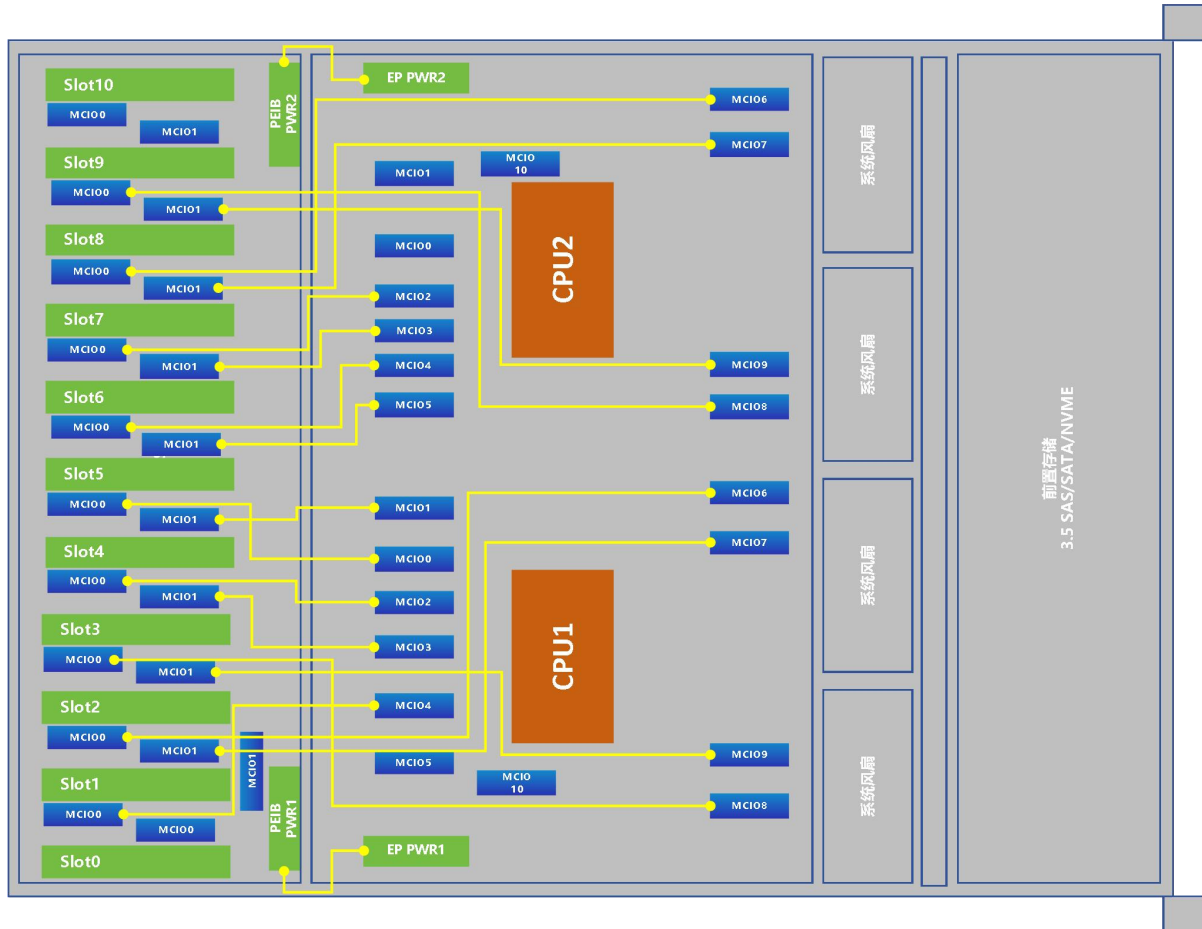 Slot10
MCIO0
MCIO1
Slot9
MCIO0
MCIO1
Slot8
MCIO0
MCIO1
Slot7
MCIO0
MCIO1
Slot6
MCIO0
MCIO1
Slot5
MCIO0
MCIO1
Slot4
MCIO0
MCIO1
Slot3
MCIO0
MCIO1
Slot2
MCIO0
MCIO1
Slot1
MCIO0
MCIO0
Slot0
MCIO1
PEIB
PWR2
PEIB
PWR1
EP PWR2
MCIO1
MCIO
10
MCIO0
MCIO2
MCIO3
MCIO4
MCIO5
CPU2
MCIO6
MCIO7
MCIO9
MCIO8
MCIO1
MCIO0
MCIO2
MCIO3
MCIO4
MCIO5
MCIO
10
CPU1
MCIO6
MCIO7
MCIO9
MCIO8
EP PWR1
系统风扇
系统风扇
系统风扇
系统风扇
前置存储
3.5 SAS/SATA/NVME